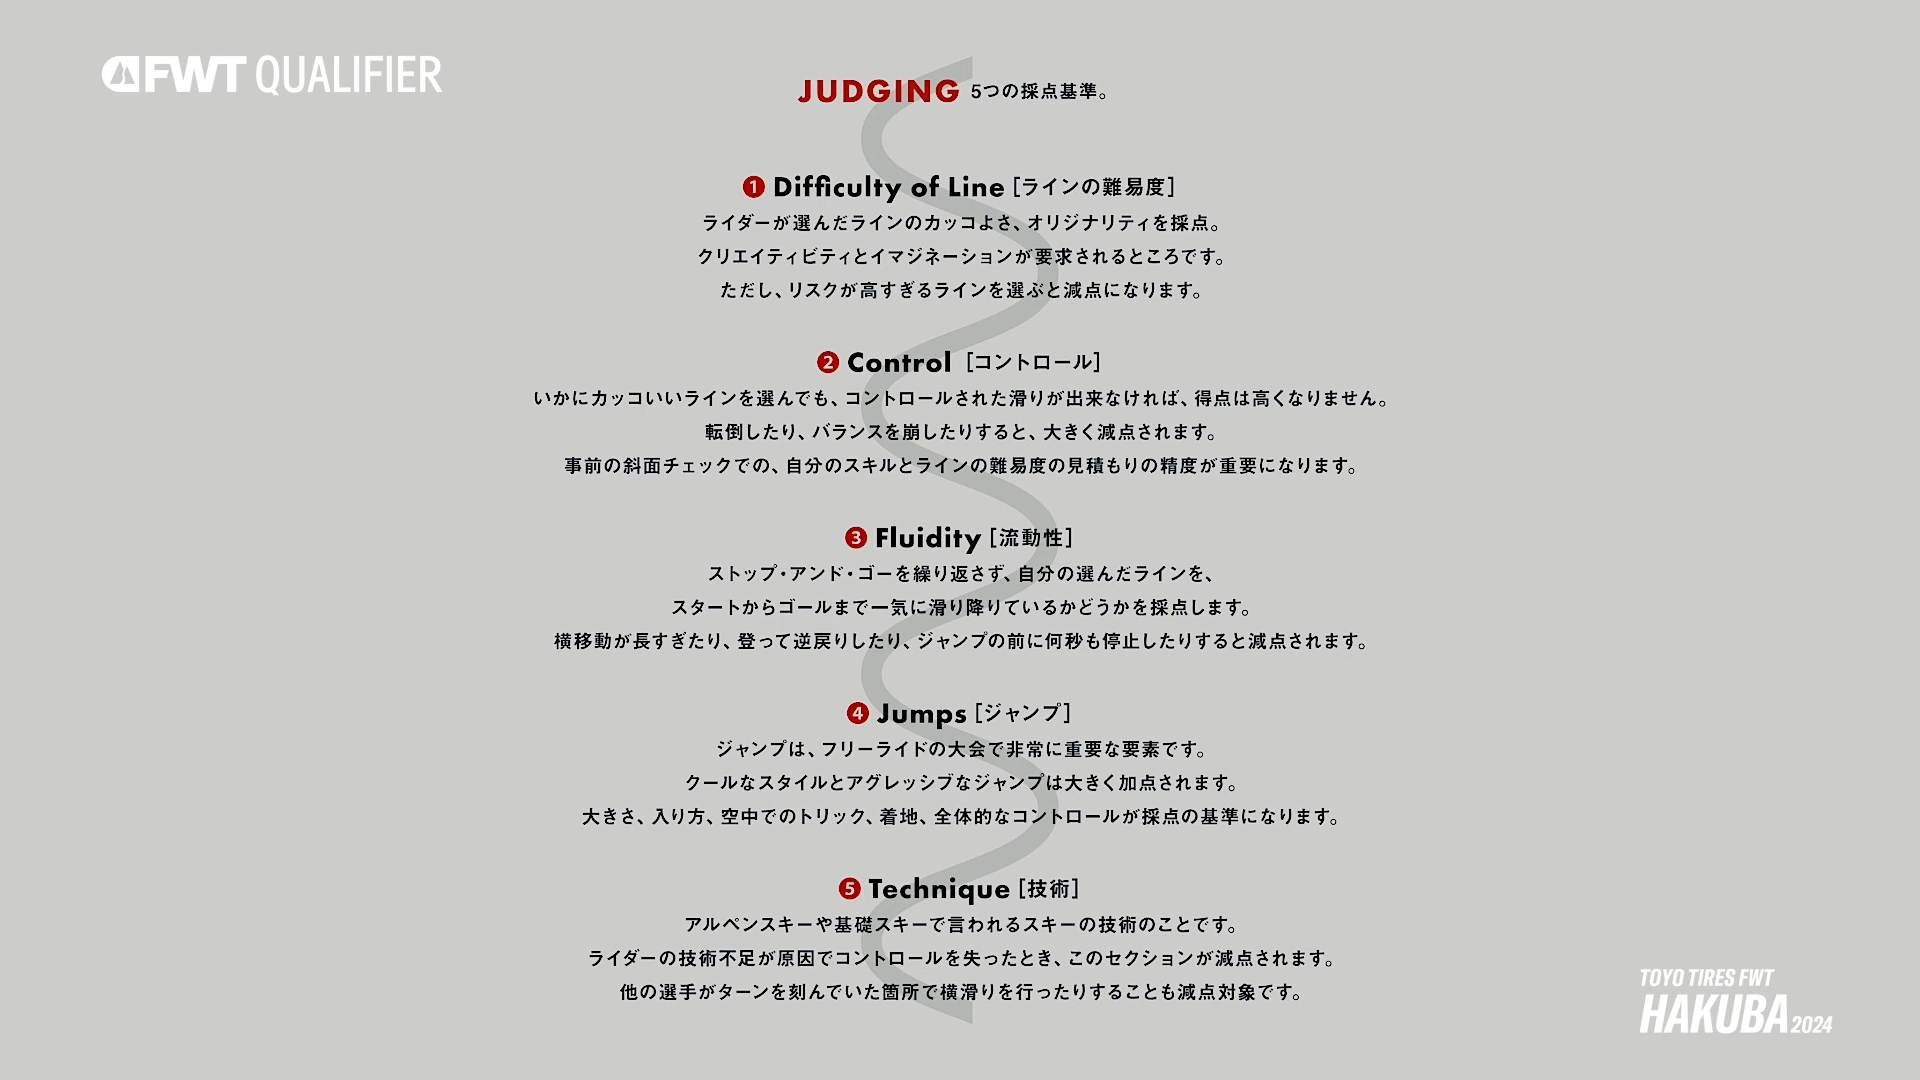 FWT QUALIFIER
JUDGING 5つの採点基準。
1 Difficulty of Line [ラインの難易度]
ライダーが選んだラインのカッコよさ、オリジナリティを採点。
クリエイティビティとイマジネーションが要求されるところです。
ただし、リスクが高すぎるラインを選ぶと減点になります。
2 Control [コントロール]
いかにカッコいいラインを選んでも、コントロールされた滑りが出来なければ、得点は高くなりません。
転倒したり、バランスを崩したりすると、大きく減点されます。
事前の斜面チェックでの、自分のスキルとラインの難易度の見積もりの精度が重要になります。
3 Fluidity [流動性]
ストップ・アンド・ゴーを繰り返さず、自分の選んだラインを、
スタートからゴールまで一気に滑り降りているかどうかを採点します。
横移動が長すぎたり、登って逆戻りしたり、ジャンプの前に何秒も停止したりすると減点されます。
4 Jumps [ジャンプ]
ジャンプは、フリーライドの大会で非常に重要な要素です。
クールなスタイルとアグレッシブなジャンプは大きく加点されます。
大きさ、入り方、空中でのトリック、着地、全体的なコントロールが採点の基準になります。
5 Technique [技術]
アルペンスキーや基礎スキーで言われるスキーの技術のことです。
ライダーの技術不足が原因でコントロールを失ったとき、このセクションが減点されます。
他の選手がターンを刻んでいた箇所で横滑りを行ったりすることも減点対象です。
TOYO TIRES FWT
HAKUBA 2024